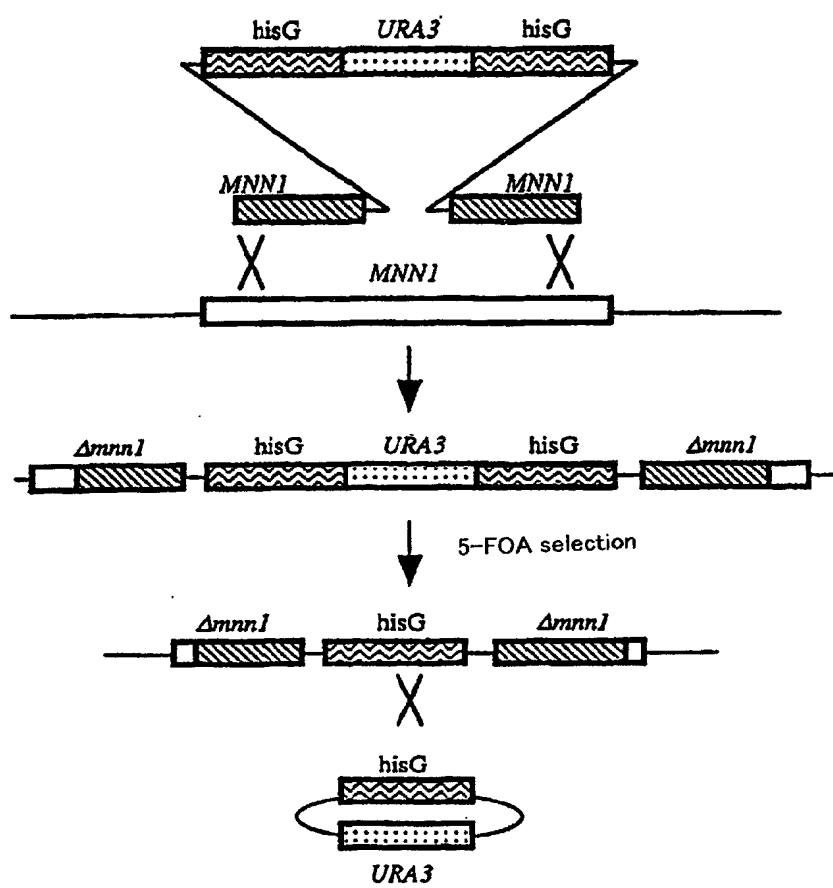 hisG URA3 hisG
MNN1 MNN1
MNN1
Δmnn1 hisG URA3 hisG Δmnn1
5-FOA selection
Δmnn1 hisG Δmnn1
hisG
URA3